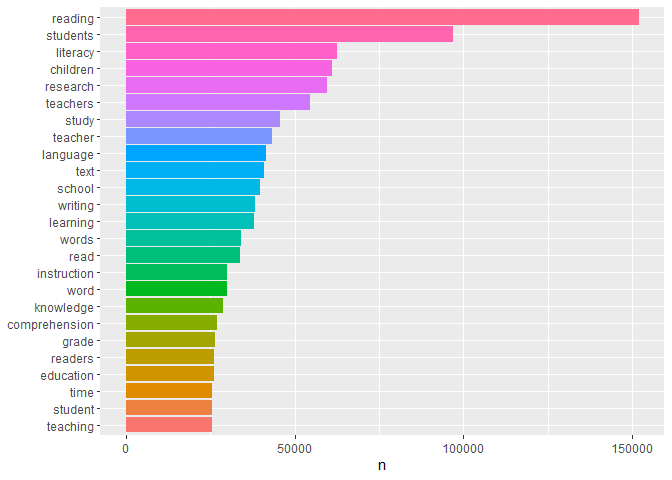 reading
students
literacy
children
research
teachers
study
teacher
language
text
school
writing
learning
words
read
instruction
word
knowledge
comprehension
grade
readers
education
time
student
teaching
0 50000 100000 150000
n